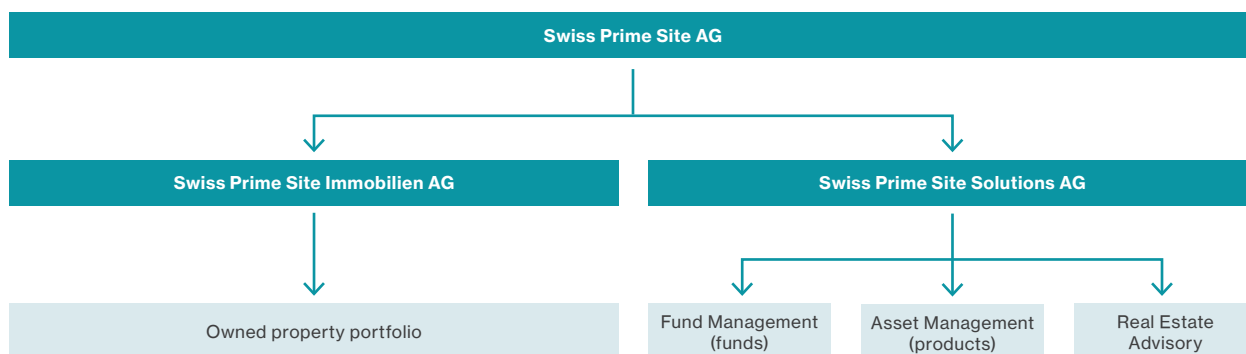 Swiss Prime Site AG
Swiss Prime Site Immobilien AG
Swiss Prime Site Solutions AG
Owned property portfolio
Fund Management
(funds)
Asset Management
(products)
Real Estate
Advisory